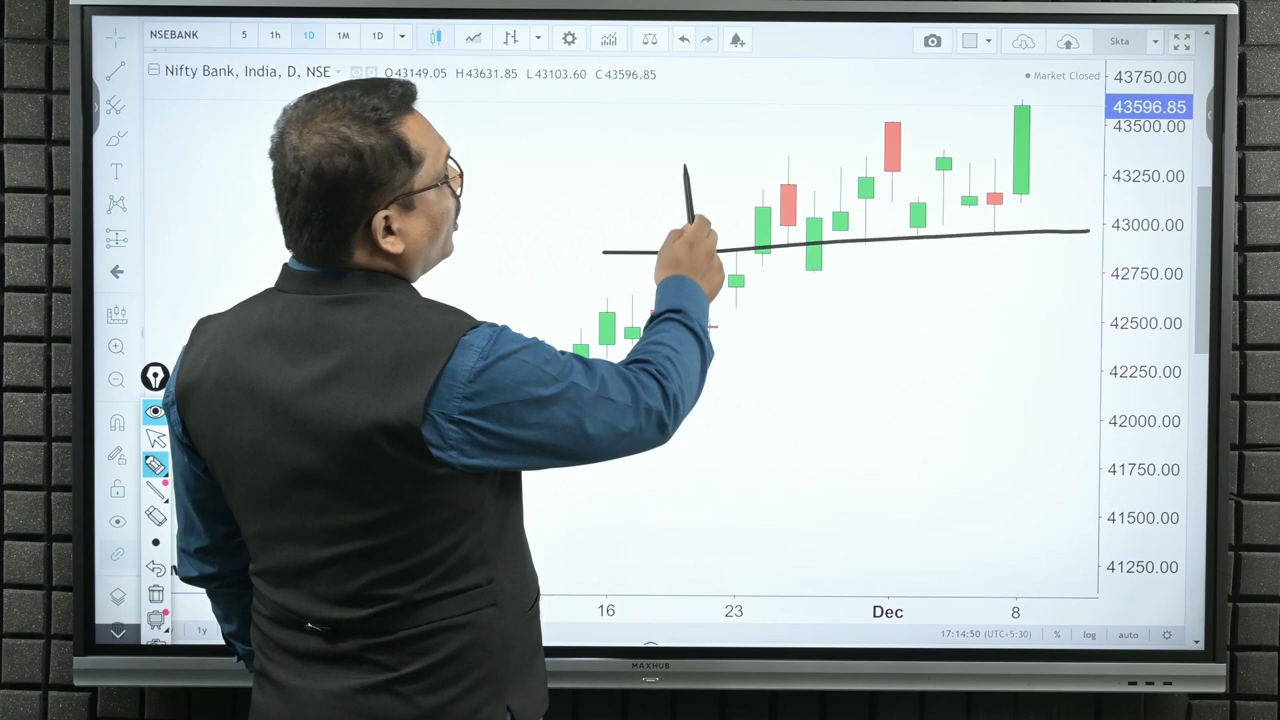 NSEBANK 5 1h 1D 1M 1D Skta
Nifty Bank, India, D, NSE O43149.05 H43631.85 L43103.60 C43596.85 Market Closed
43750.00
43596.85
43500.00
43250.00
43000.00
42750.00
42500.00
42250.00
42000.00
41750.00
41500.00
41250.00
16 23 Dec 8
1y 17:14:50 (UTC+5:30) % log auto
MAXHUB